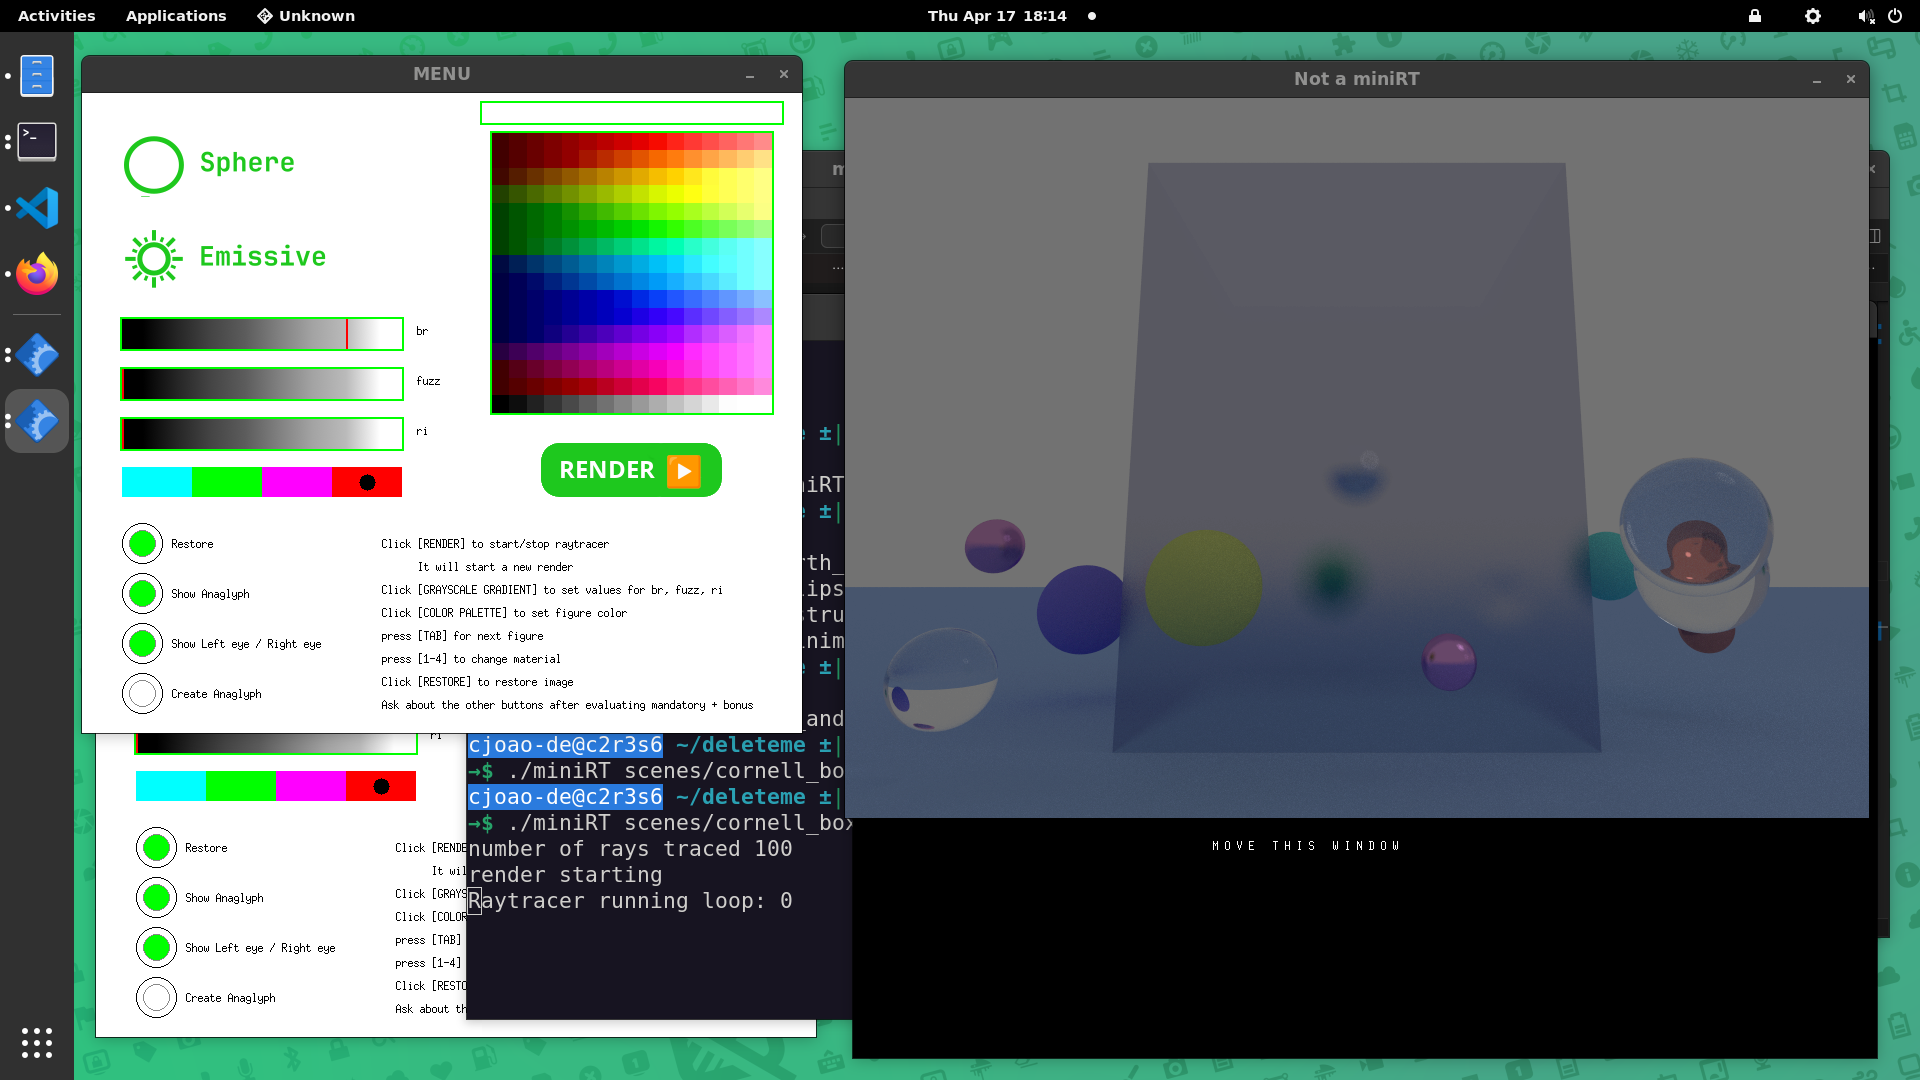 Activities Applications Unknown Thu Apr 17 18:14
MENU
Sphere
Emissive
br
fuzz
ri
RENDER
Restore
Show Anaglyph
Show Left eye / Right eye
Create Anaglyph
Click [RENDER] to start/stop raytracer
It will start a new render
Click [GRAYSCALE GRADIENT] to set values for br, fuzz, ri
Click [COLOR PALETTE] to set figure color
press [TAB] for next figure
press [1-4] to change material
Click [RESTORE] to restore image
Ask about the other buttons after evaluating mandatory + bonus
Not a miniRT
MOVE THIS WINDOW
ri
Restore
Show Anaglyph
Show Left eye / Right eye
Create Anaglyph
Click [RENDE
It wil
Click [GRAYS
Click [COLOR
press [TAB]
press [1-4]
Click [RESTO
Ask about th
e ±|
iRT
e ±|
rth_
ips
tru
nim
e ±|
and
cjoao-de@c2r3s6 ~/deleteme ±|
→$ ./miniRT scenes/cornell_bo
cjoao-de@c2r3s6 ~/deleteme ±|
→$ ./miniRT scenes/cornell_box
number of rays traced 100
render starting
Raytracer running loop: 0